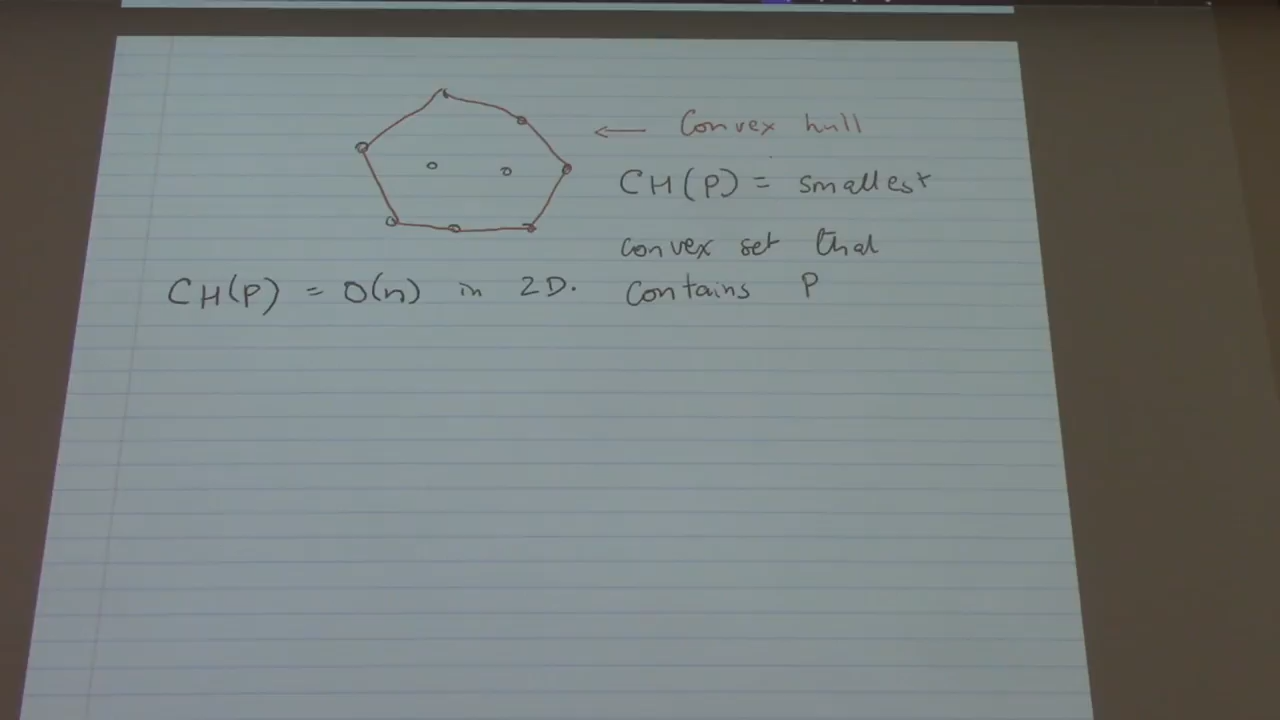 ← Convex hull
CH(P) = smallest
convex set that
contains P
CH(P) = O(n) in 2D.